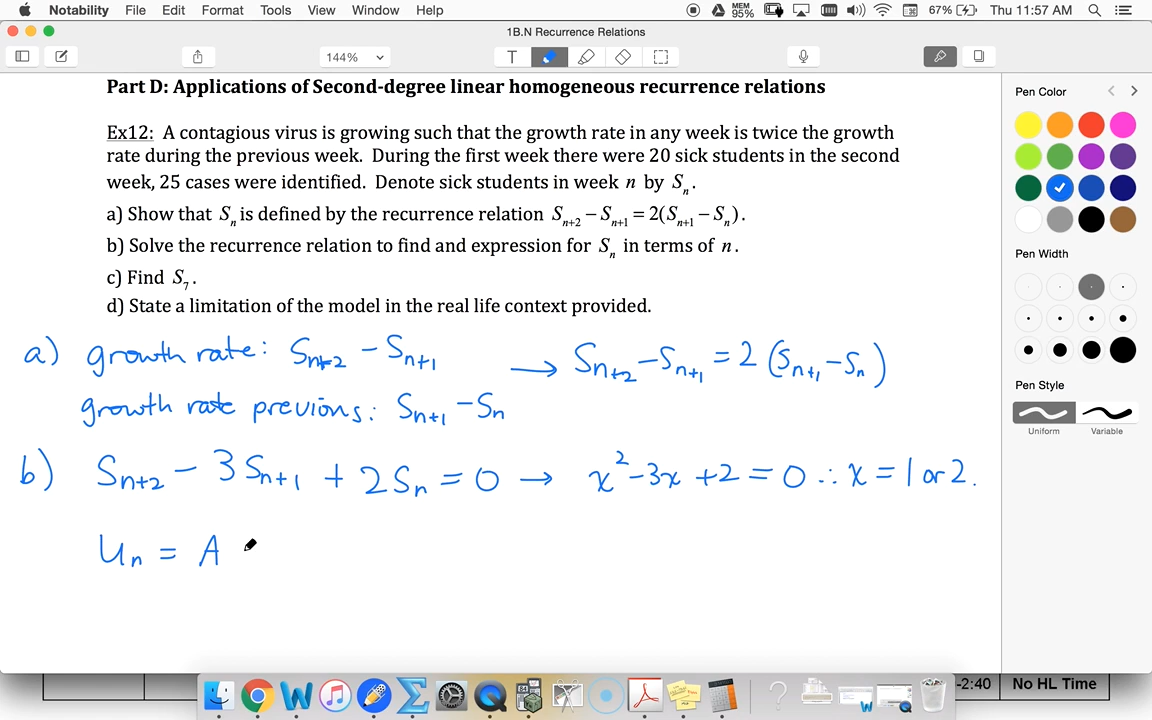 Notability File Edit Format Tools View Window Help MEM 95% 67% Thu 11:57 AM
1B.N Recurrence Relations
144% T
Part D: Applications of Second-degree linear homogeneous recurrence relations
Pen Color
Ex12: A contagious virus is growing such that the growth rate in any week is twice the growth
rate during the previous week. During the first week there were 20 sick students in the second
week, 25 cases were identified. Denote sick students in week n by Sₙ.
a) Show that Sₙ is defined by the recurrence relation Sₙ₊₂ − Sₙ₊₁ = 2(Sₙ₊₁ − Sₙ).
b) Solve the recurrence relation to find and expression for Sₙ in terms of n.
Pen Width
c) Find S₇.
d) State a limitation of the model in the real life context provided.
a) growth rate: Sₙ₊₂ − Sₙ₊₁ → Sₙ₊₂ − Sₙ₊₁ = 2 (Sₙ₊₁ − Sₙ)
growth rate previous: Sₙ₊₁ − Sₙ
Pen Style
Uniform Variable
b) Sₙ₊₂ − 3Sₙ₊₁ + 2Sₙ = 0 → x² − 3x + 2 = 0 ∴ x = 1 or 2.
Uₙ = A
-2:40 No HL Time